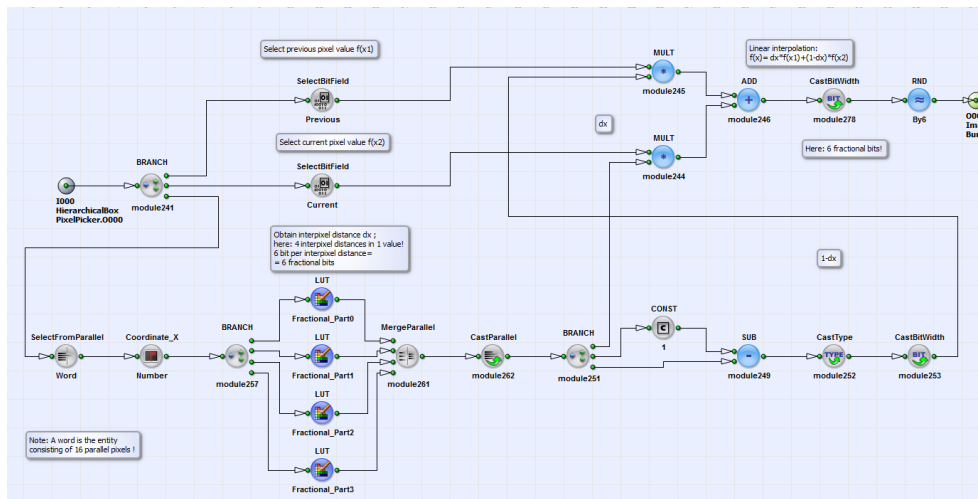 Select previous pixel value f(x1)
MULT
module245
Linear interpolation:
f(x)= dx*f(x1)+(1-dx)*f(x2)
SelectBitField
Previous
ADD
module246
CastBitWidth
module278
RND
By6
dx
Select current pixel value f(x2)
MULT
module244
Here: 6 fractional bits!
BRANCH
module241
SelectBitField
Current
I000
HierarchicalBox
PixelPicker.O000
Obtain interpixel distance dx ;
here: 4 interpixel distances in 1 value!
6 bit per interpixel distance=
= 6 fractional bits
1-dx
LUT
Fractional_Part0
SelectFromParallel
Word
Coordinate_X
Number
BRANCH
module257
LUT
Fractional_Part1
MergeParallel
module261
CastParallel
module262
BRANCH
module251
CONST
1
SUB
module249
CastType
module252
CastBitWidth
module253
LUT
Fractional_Part2
Note: A word is the entity
consisting of 16 parallel pixels !
LUT
Fractional_Part3